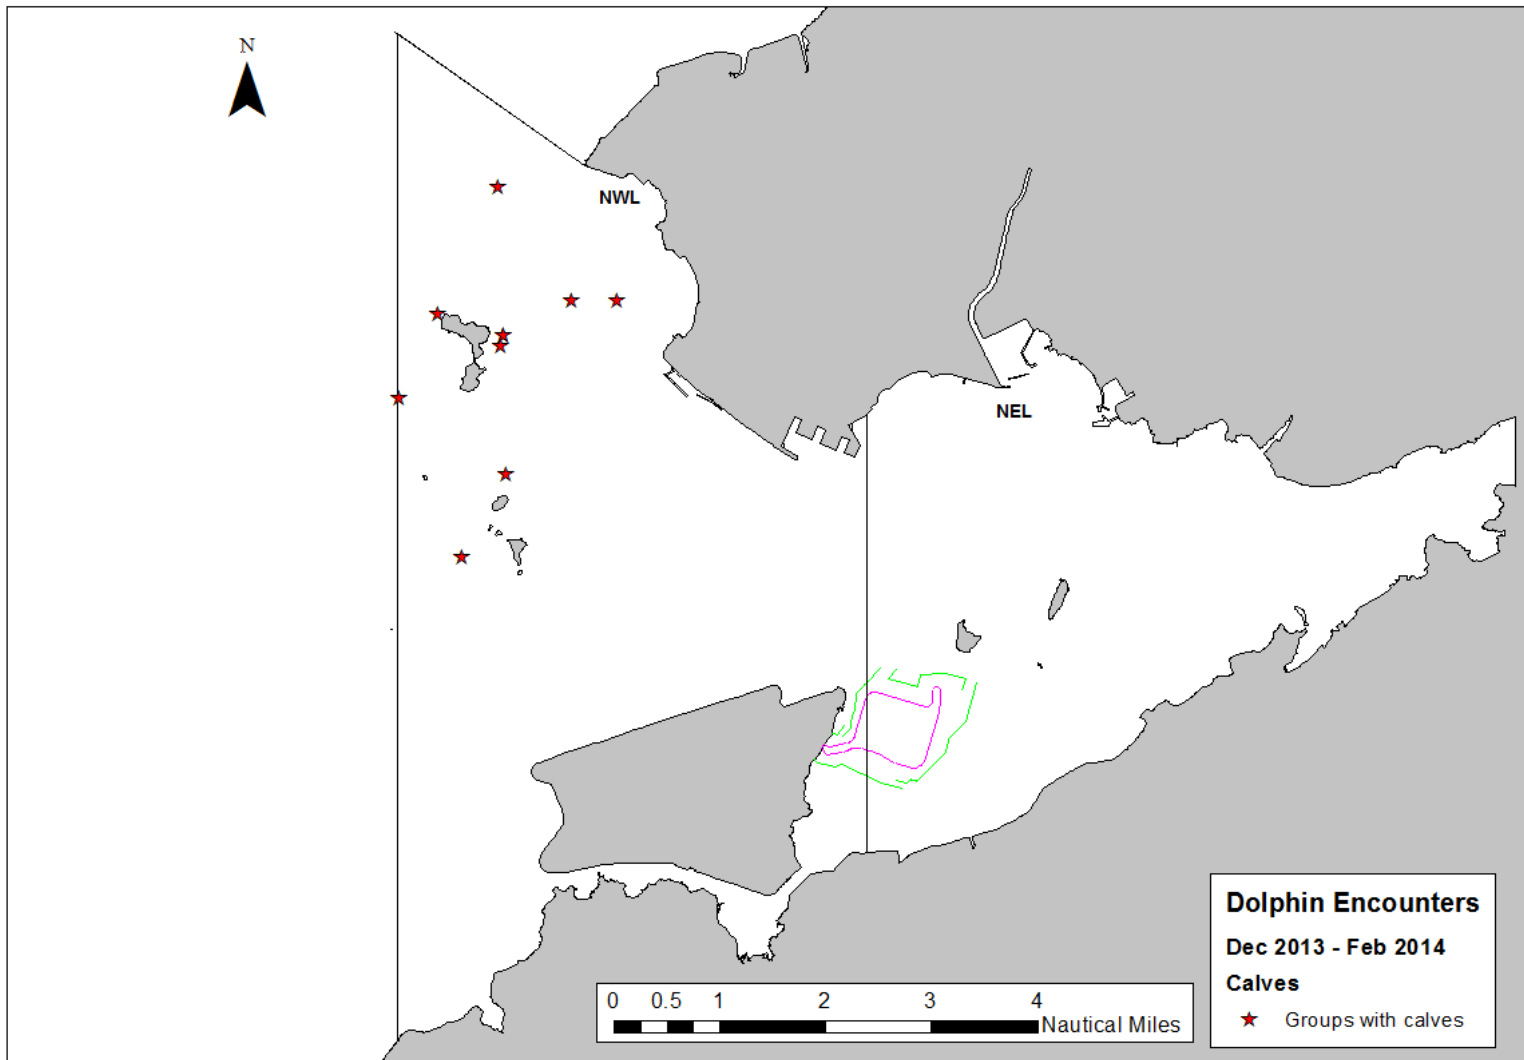 N
NWL
NEL
Dolphin Encounters
Dec 2013 - Feb 2014
Calves
Groups with calves
0 0.5 1 2 3 4
Nautical Miles